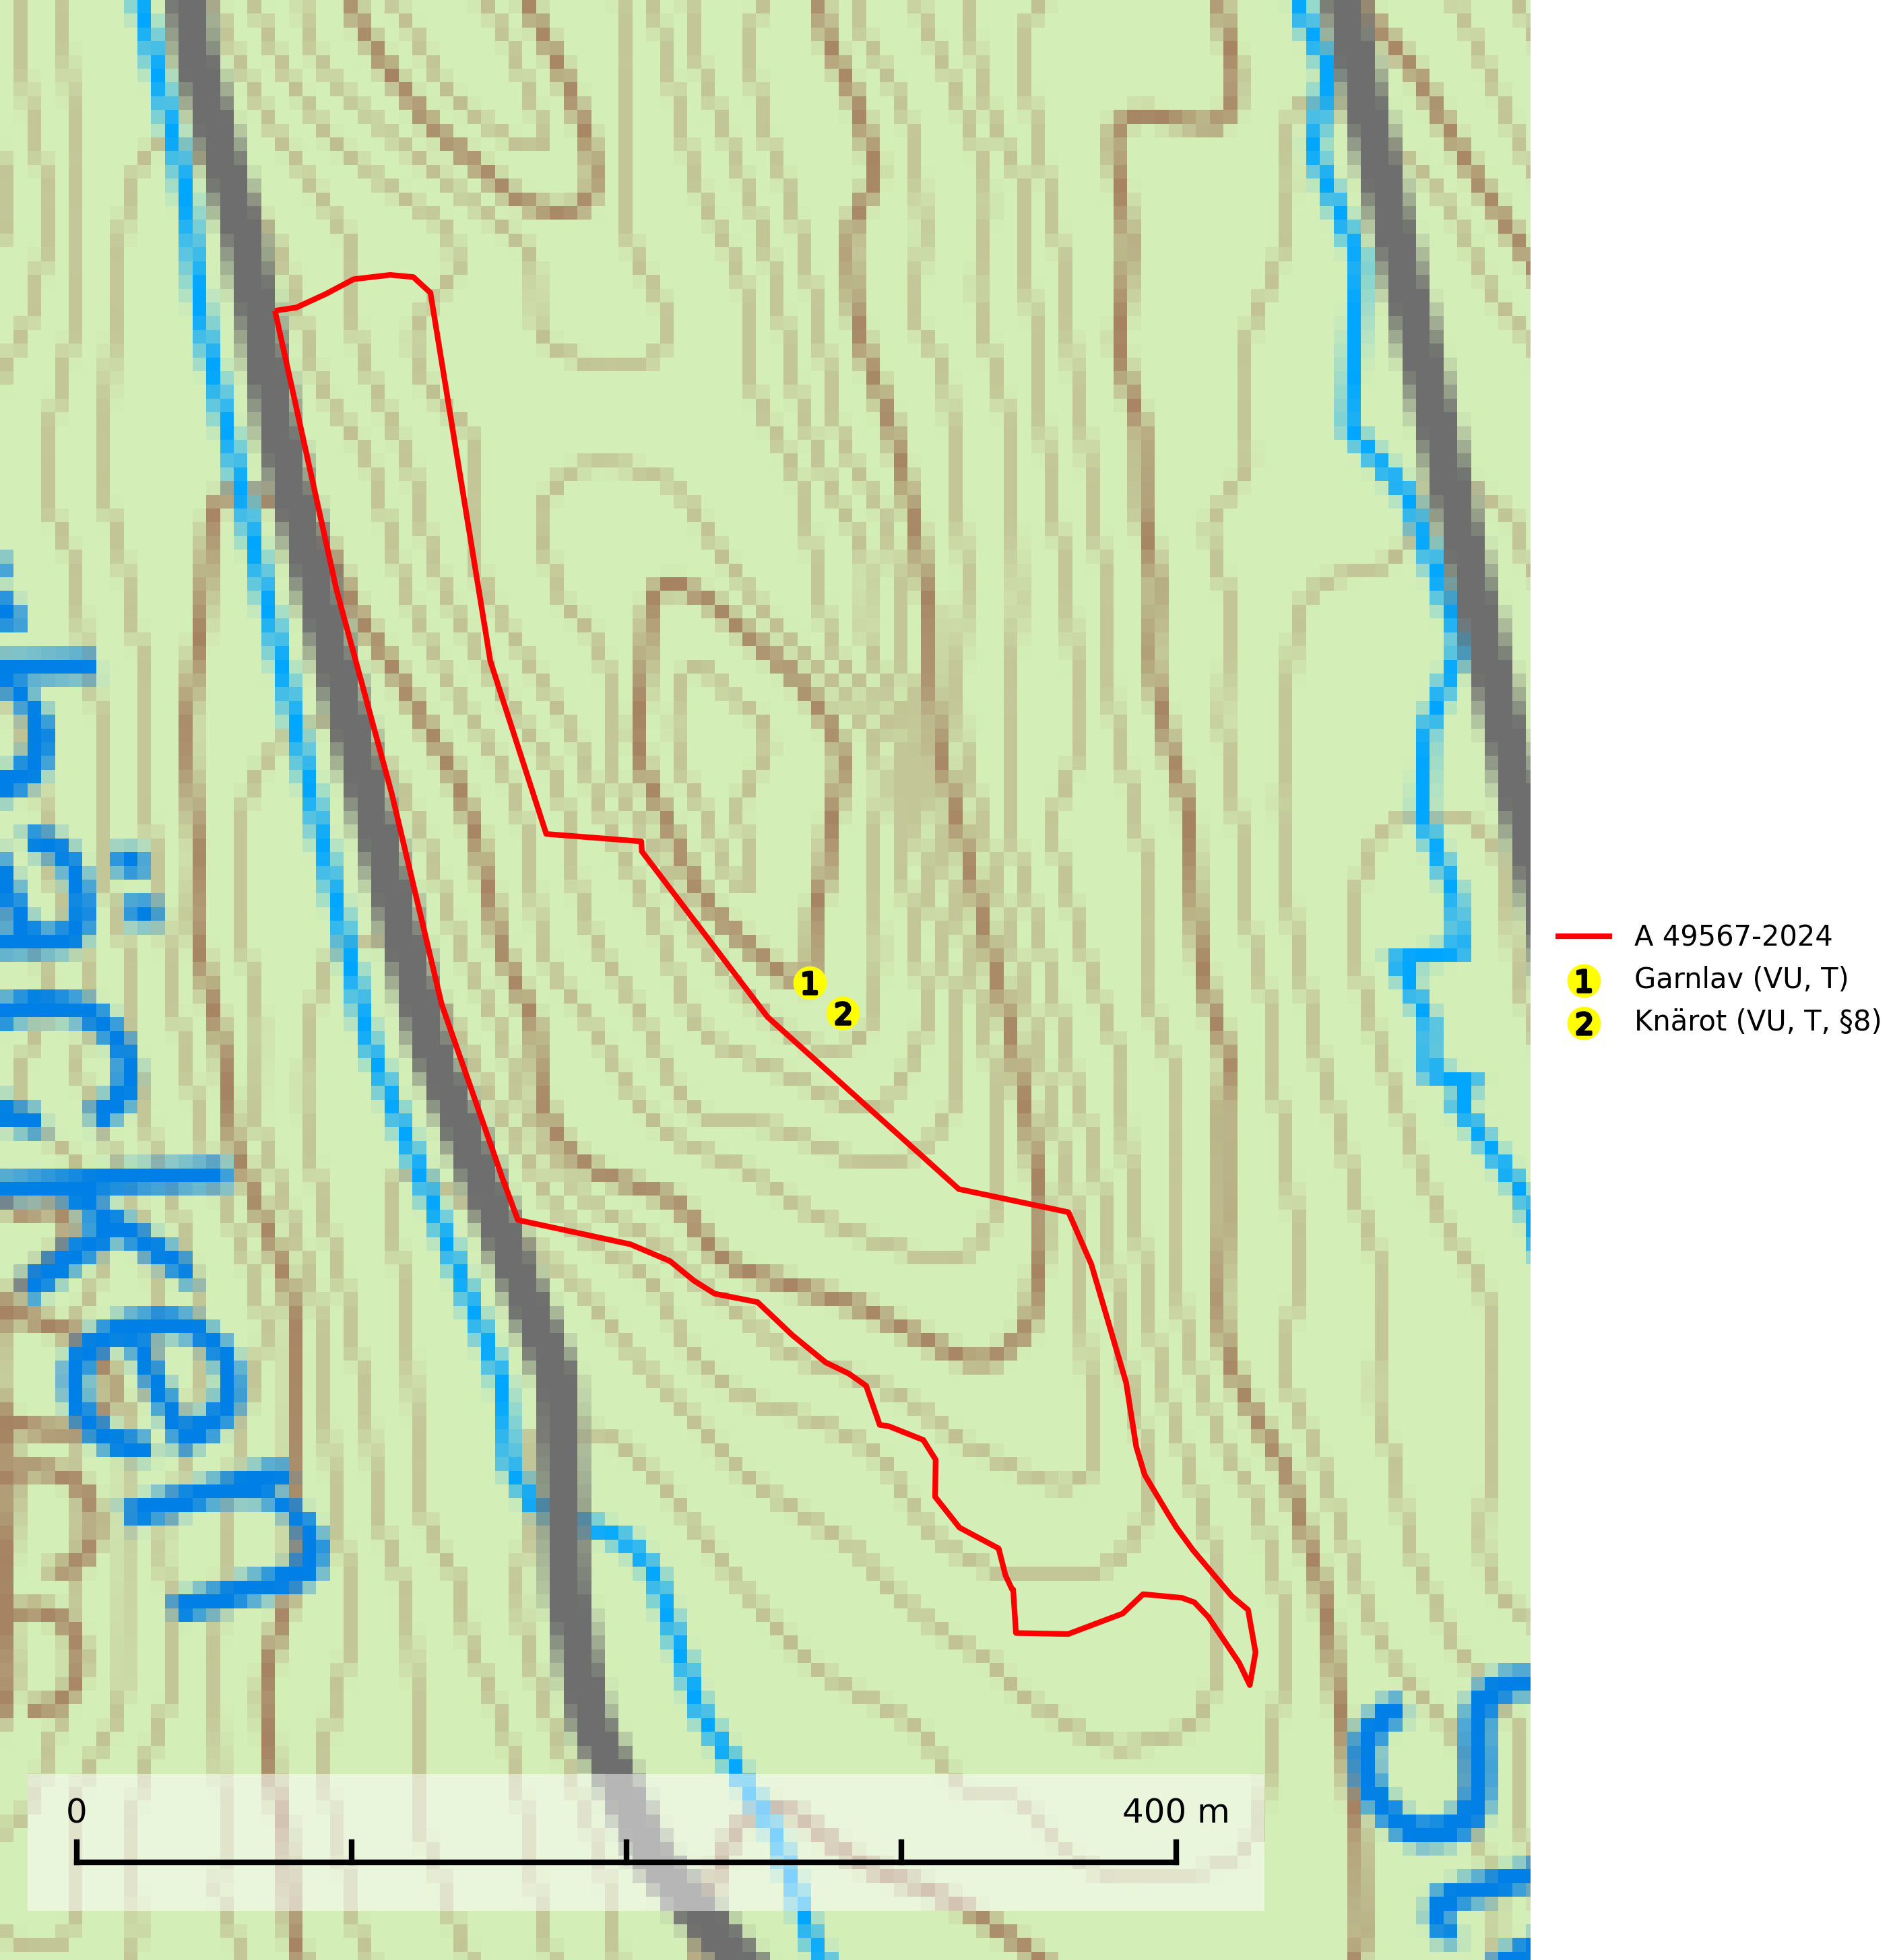 A 49567-2024
1 Garnlav (VU, T)
2 Knärot (VU, T, §8)
1
2
0 400 m